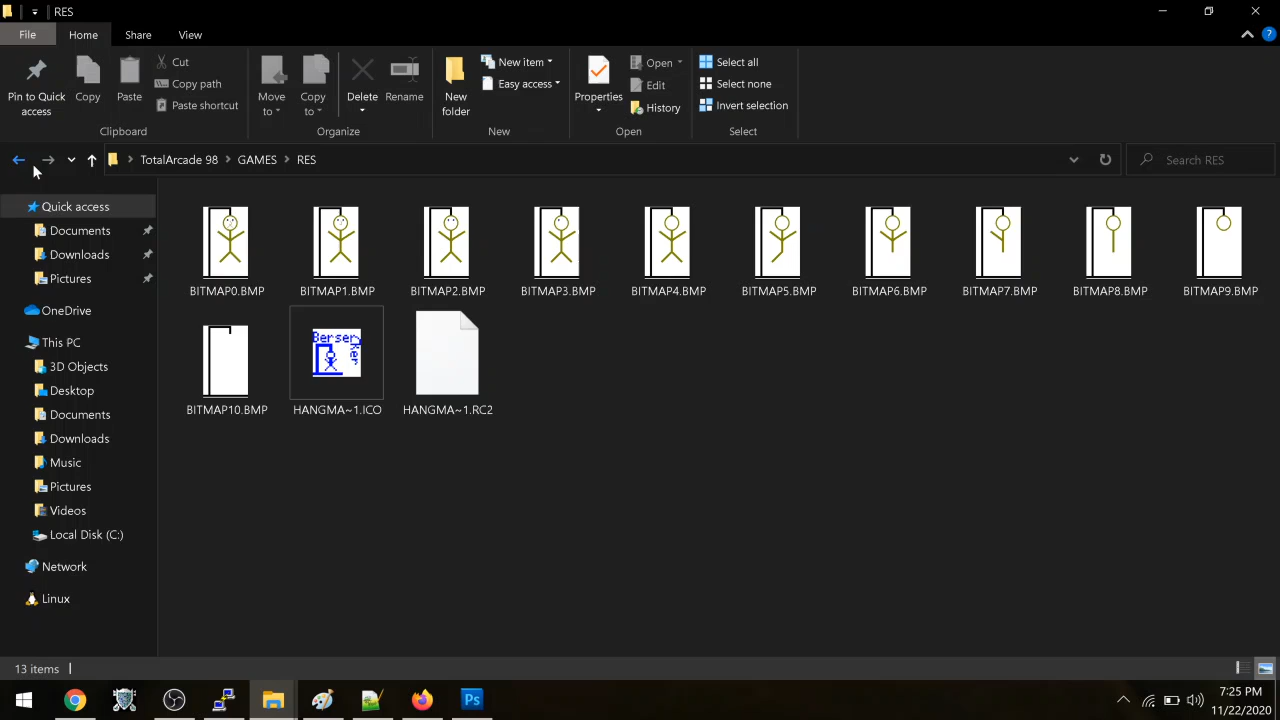 RES
File Home Share View
Pin to Quick access
Copy
Paste
Cut
Copy path
Paste shortcut
Clipboard
Move to
Copy to
Delete
Rename
Organize
New folder
New item
Easy access
New
Properties
Open
Edit
History
Open
Select all
Select none
Invert selection
Select
TotalArcade 98 GAMES RES
Search RES
Quick access
Documents
Downloads
Pictures
OneDrive
This PC
3D Objects
Desktop
Documents
Downloads
Music
Pictures
Videos
Local Disk (C:)
Network
Linux
BITMAP0.BMP BITMAP1.BMP BITMAP2.BMP BITMAP3.BMP BITMAP4.BMP BITMAP5.BMP BITMAP6.BMP BITMAP7.BMP BITMAP8.BMP BITMAP9.BMP
Berserker
BITMAP10.BMP HANGMA~1.ICO HANGMA~1.RC2
13 items
Ps
7:25 PM
11/22/2020